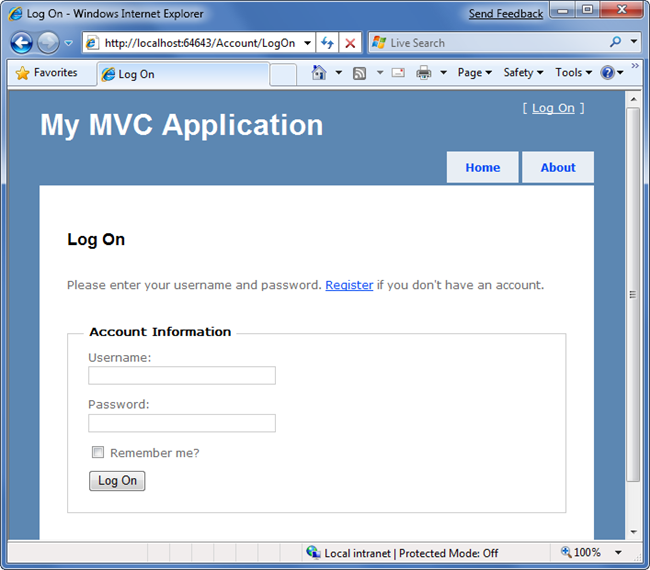 Log On - Windows Internet Explorer
Send Feedback
http://localhost:64643/Account/LogOn
Live Search
Favorites
Log On
Page
Safety
Tools
[ Log On ]
My MVC Application
Home
About
Log On
Please enter your username and password. Register if you don't have an account.
Account Information
Username:
Password:
Remember me?
Log On
Local intranet | Protected Mode: Off
100%